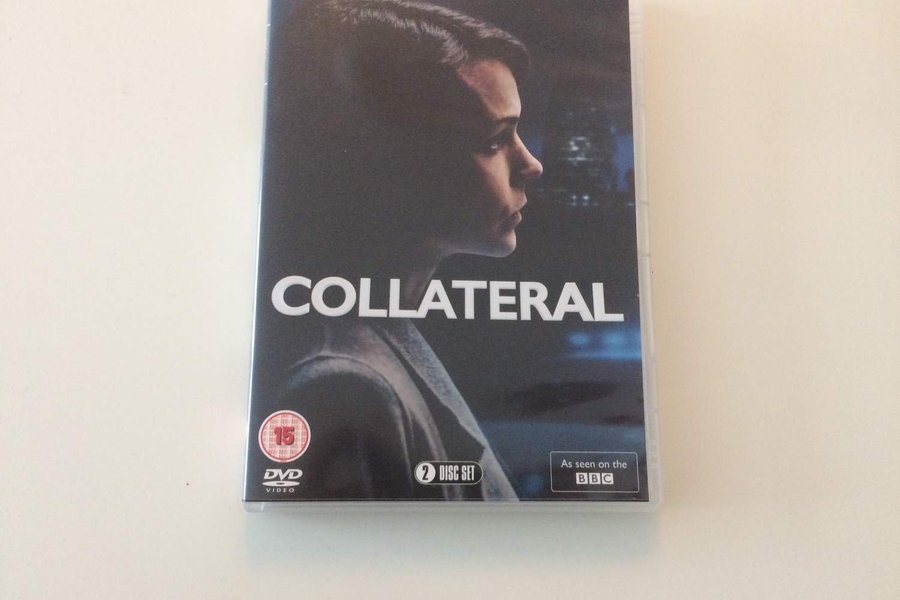 COLLATERAL
15
DVD
VIDEO
2 DISC SET
As seen on the
BBC